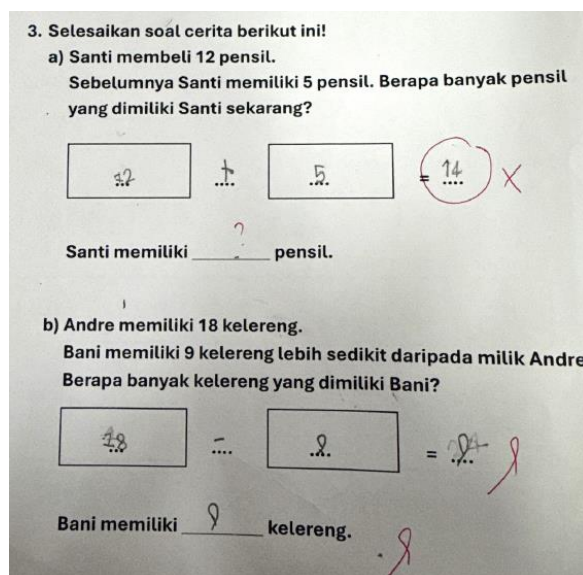 3. Selesaikan soal cerita berikut ini!
a) Santi membeli 12 pensil.
Sebelumnya Santi memiliki 5 pensil. Berapa banyak pensil
yang dimiliki Santi sekarang?
12 + 5 = 14
Santi memiliki ? pensil.
b) Andre memiliki 18 kelereng.
Bani memiliki 9 kelereng lebih sedikit daripada milik Andre
Berapa banyak kelereng yang dimiliki Bani?
18 - 9 = 9
Bani memiliki 9 kelereng.